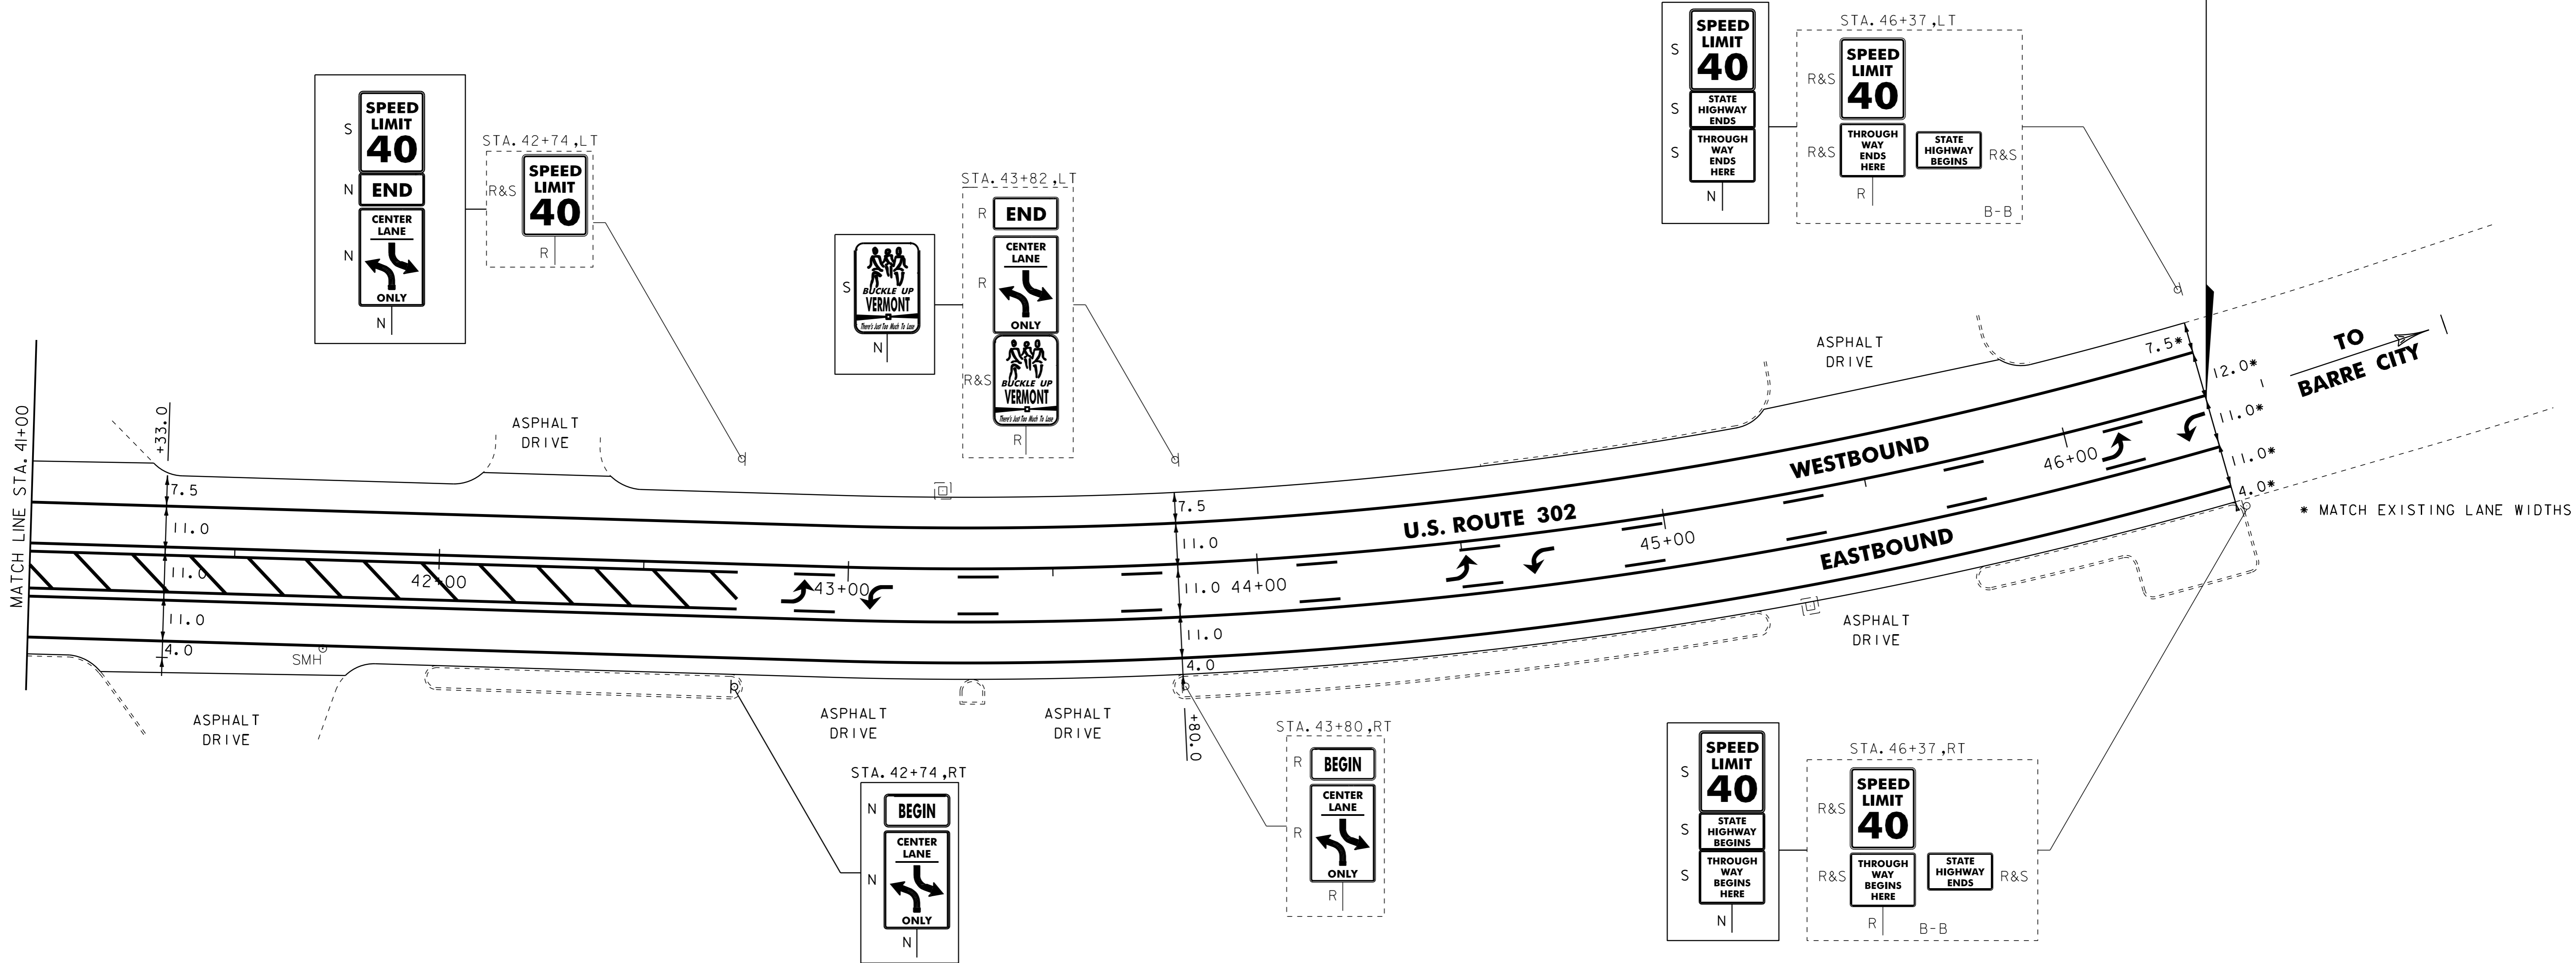 SPEED
LIMIT
40
STATE
HIGHWAY
ENDS
THROUGH
WAY
ENDS
HERE
S
S
S
N
STA. 46+37 ,LT
SPEED
LIMIT
40
THROUGH
WAY
ENDS
HERE
STATE
HIGHWAY
BEGINS
R&S
R&S
R&S
R
B-B
SPEED
LIMIT
40
END
CENTER
LANE
ONLY
S
N
N
N
STA. 42+74 ,LT
SPEED
LIMIT
40
R&S
R
STA. 43+82 ,LT
END
CENTER
LANE
ONLY
BUCKLE UP
VERMONT
There's Just Too Much To Lose
R
R
R&S
R
BUCKLE UP
VERMONT
There's Just Too Much To Lose
S
N
MATCH LINE STA. 41+00
+33.0
ASPHALT
DRIVE
ASPHALT
DRIVE
7.5
11.0
11.0
11.0
4.0
42+00
43+00
7.5
11.0
11.0
11.0
4.0
44+00
U.S. ROUTE 302
WESTBOUND
EASTBOUND
45+00
46+00
7.5*
12.0*
11.0*
11.0*
4.0*
TO
BARRE CITY
* MATCH EXISTING LANE WIDTHS
SMH
ASPHALT
DRIVE
ASPHALT
DRIVE
ASPHALT
DRIVE
+80.0
ASPHALT
DRIVE
STA. 42+74 ,RT
BEGIN
CENTER
LANE
ONLY
N
N
N
STA. 43+80 ,RT
BEGIN
CENTER
LANE
ONLY
R
R
R
SPEED
LIMIT
40
STATE
HIGHWAY
BEGINS
THROUGH
WAY
BEGINS
HERE
S
S
S
N
STA. 46+37 ,RT
SPEED
LIMIT
40
THROUGH
WAY
BEGINS
HERE
STATE
HIGHWAY
ENDS
R&S
R&S
R&S
R
B-B